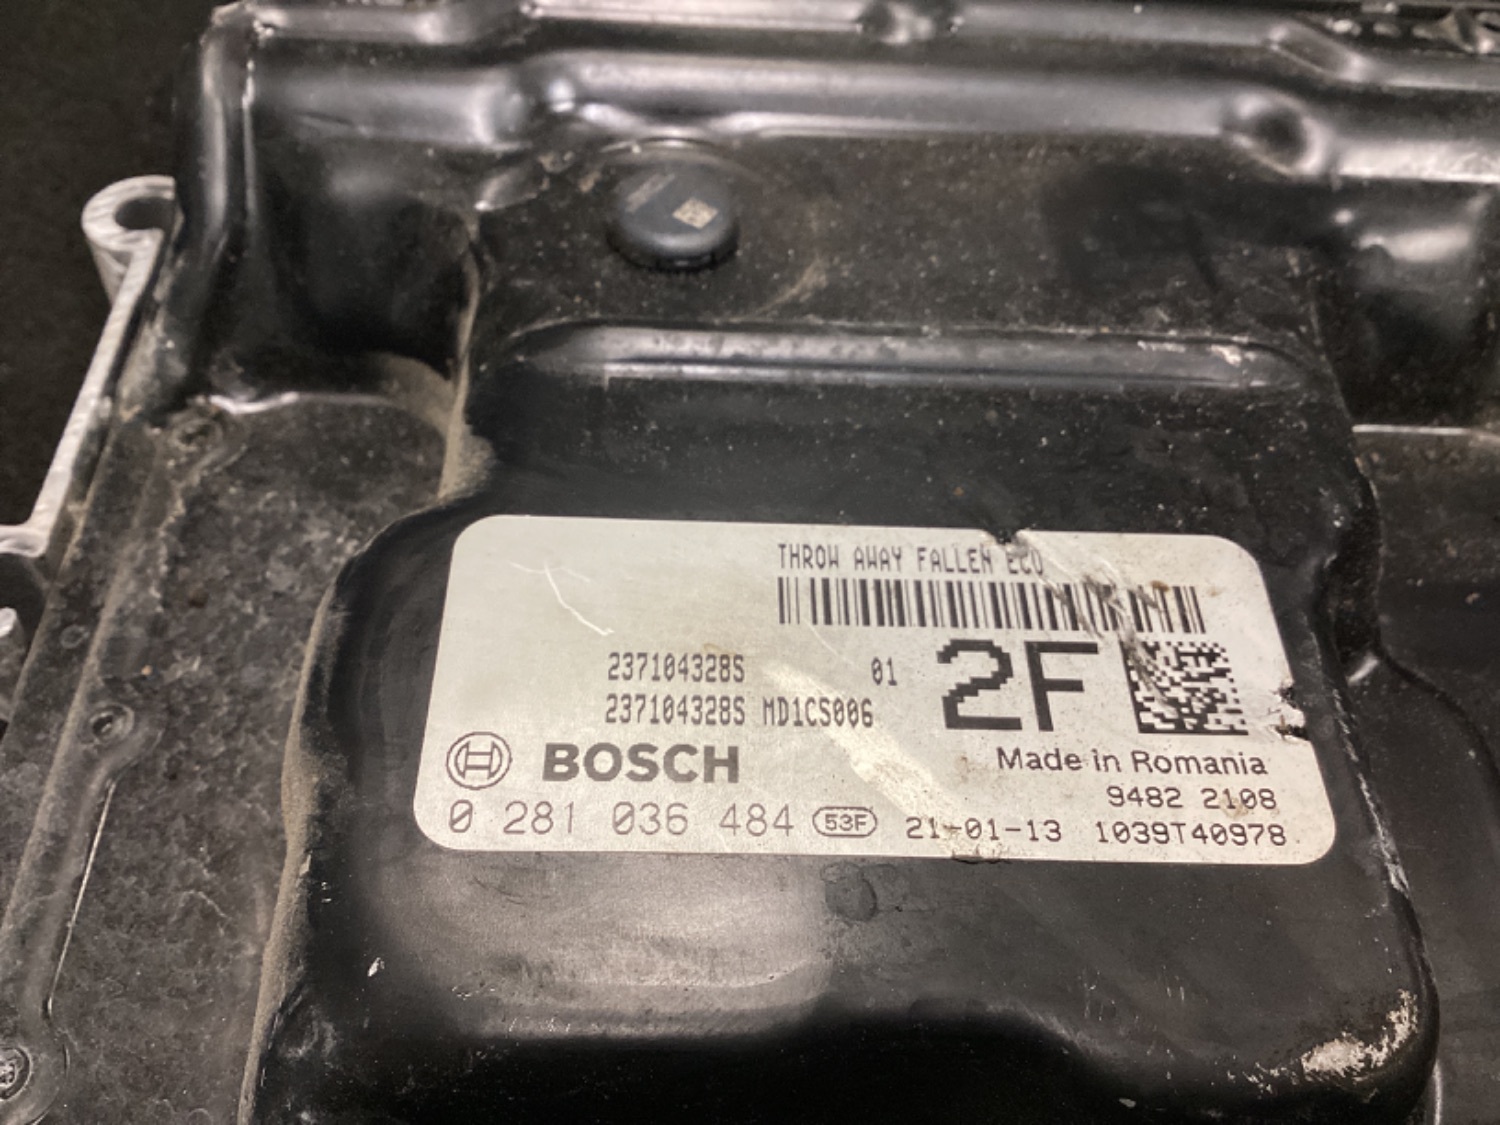 THROW AWAY FALLEN ECU
237104328S 01
237104328S MD1CS006
2F
BOSCH
Made in Romania
9482 2108
0 281 036 484 53F 21-01-13 1039T40978